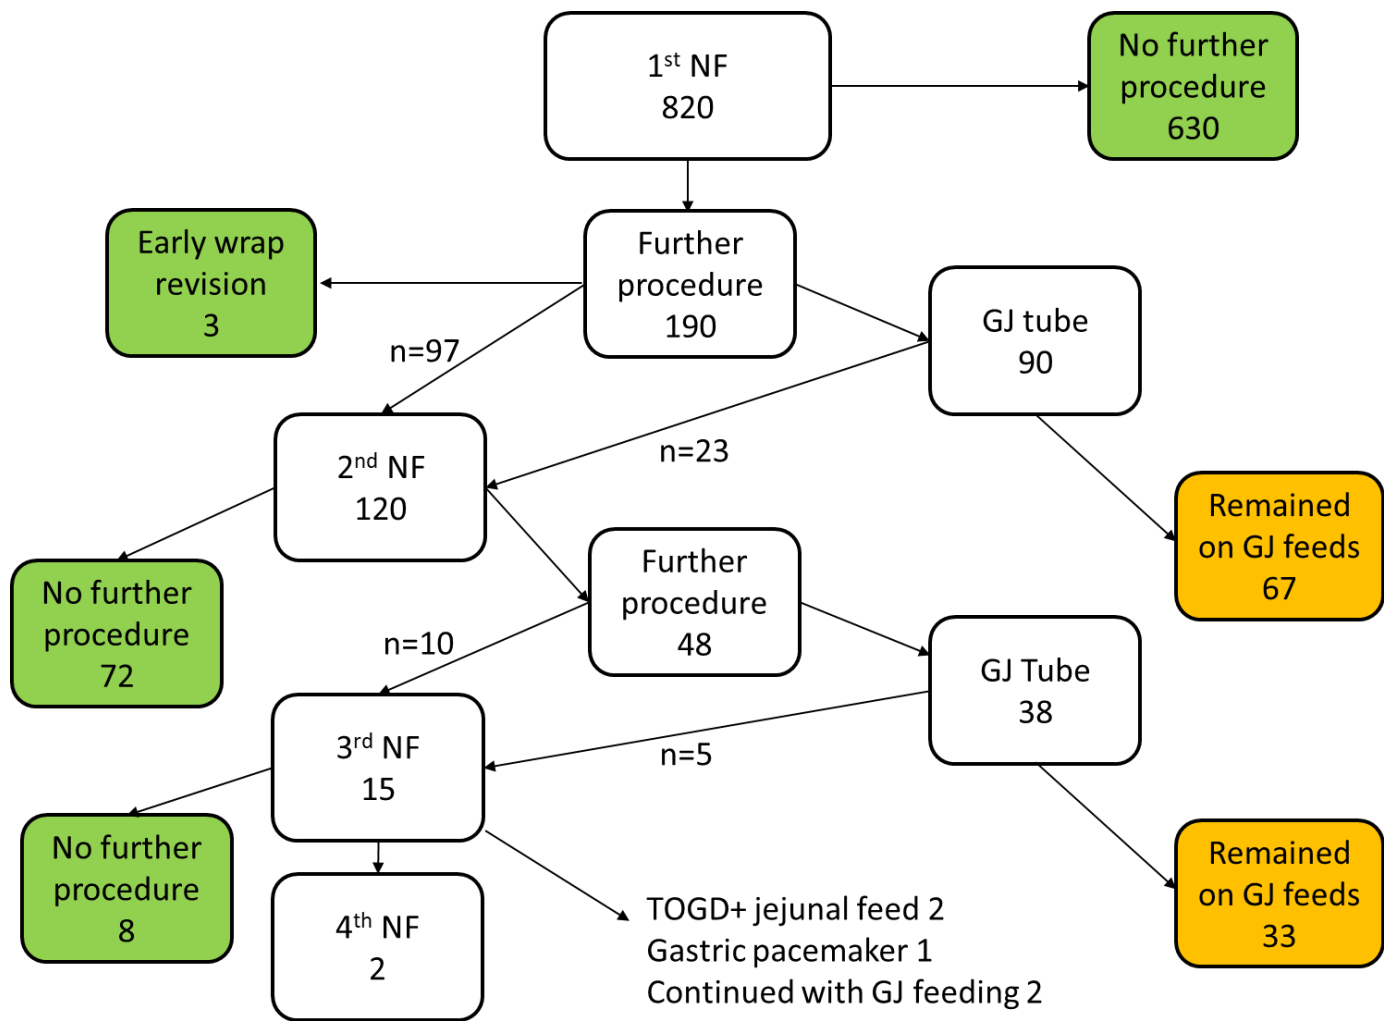 1st NF
820
No further
procedure
630
Early wrap
revision
3
Further
procedure
190
GJ tube
90
n=97
n=23
2nd NF
120
Remained
on GJ feeds
67
No further
procedure
72
Further
procedure
48
n=10
GJ Tube
38
3rd NF
15
n=5
No further
procedure
8
4th NF
2
TOGD+ jejunal feed 2
Gastric pacemaker 1
Continued with GJ feeding 2
Remained
on GJ feeds
33